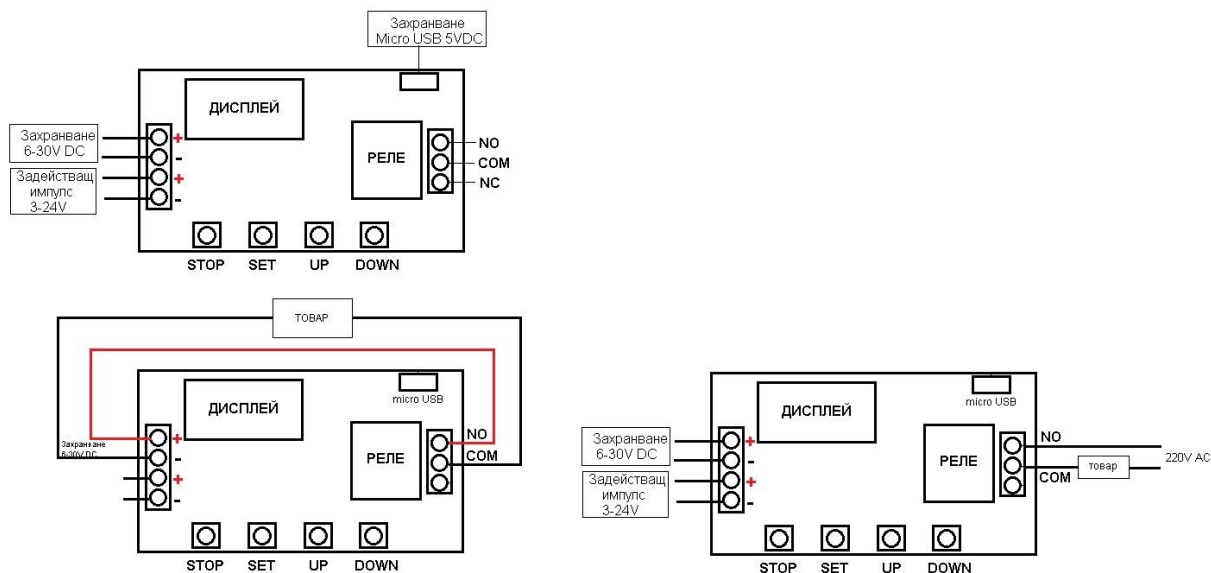 Захранване
Micro USB 5VDC
ДИСПЛЕЙ
Захранване
6-30V DC
+
-
Задействащ
импулс
3-24V
+
-
РЕЛЕ
NO
COM
NC
STOP SET UP DOWN
ТОВАР
ДИСПЛЕЙ
micro USB
Захранване
6-30V DC
+
-
+
-
РЕЛЕ
NO
COM
STOP SET UP DOWN
ДИСПЛЕЙ
micro USB
Захранване
6-30V DC
+
-
Задействащ
импулс
3-24V
+
-
РЕЛЕ
NO
COM
товар
220V AC
STOP SET UP DOWN